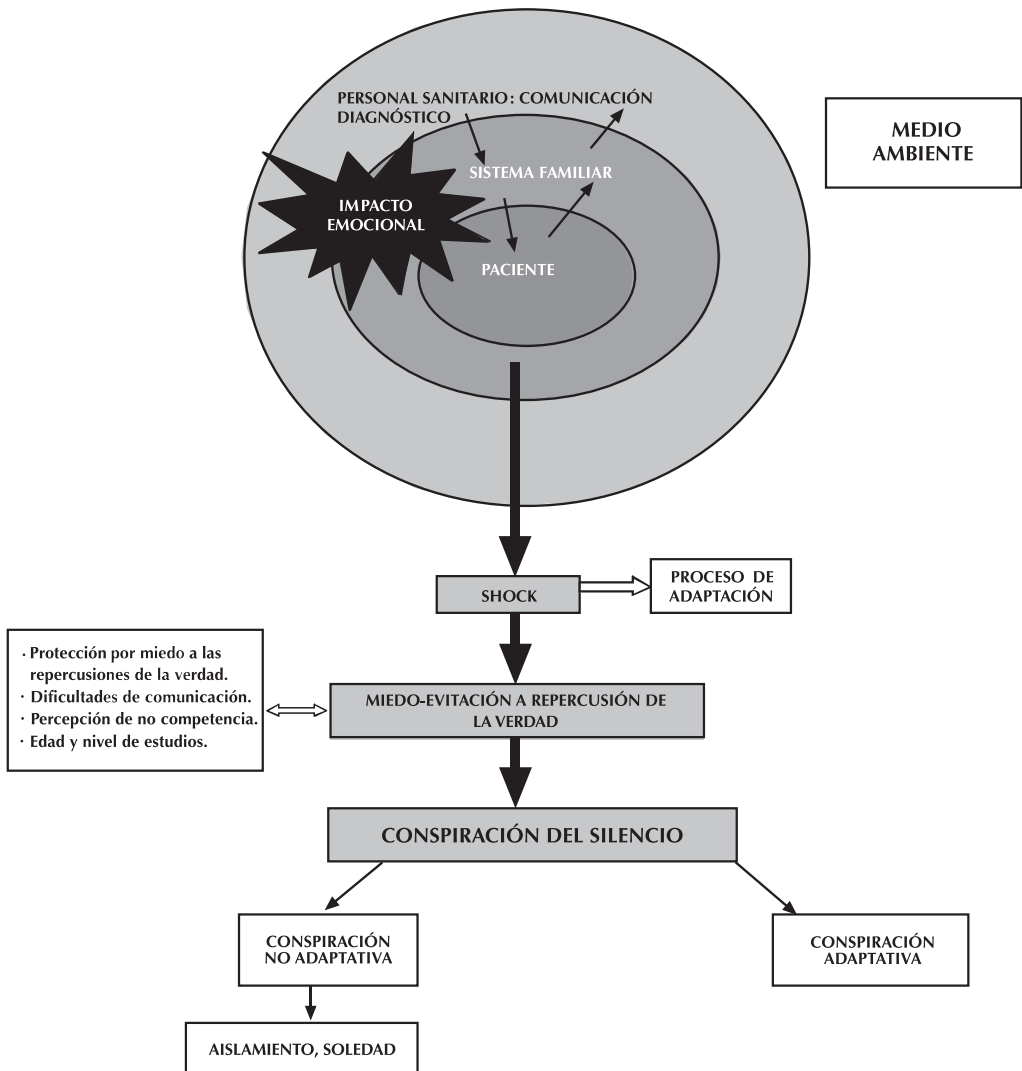 PERSONAL SANITARIO: COMUNICACIÓN
DIAGNÓSTICO
MEDIO
AMBIENTE
SISTEMA FAMILIAR
IMPACTO
EMOCIONAL
PACIENTE
SHOCK
PROCESO DE
ADAPTACIÓN
· Protección por miedo a las
repercusiones de la verdad.
· Dificultades de comunicación.
· Percepción de no competencia.
· Edad y nivel de estudios.
MIEDO-EVITACIÓN A REPERCUSIÓN DE
LA VERDAD
CONSPIRACIÓN DEL SILENCIO
CONSPIRACIÓN
NO ADAPTATIVA
CONSPIRACIÓN
ADAPTATIVA
AISLAMIENTO, SOLEDAD